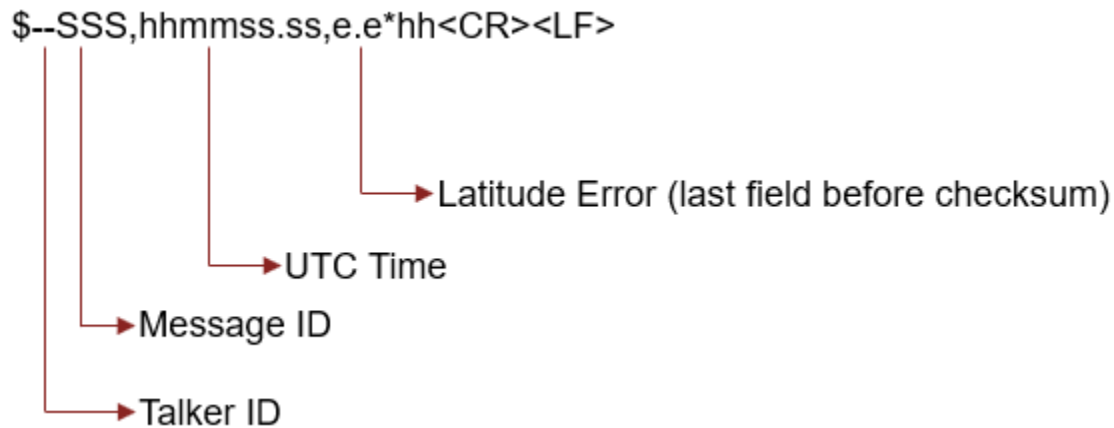 $--SSS,hhmmss.ss,e.e*hh<CR><LF>
Latitude Error (last field before checksum)
UTC Time
Message ID
Talker ID